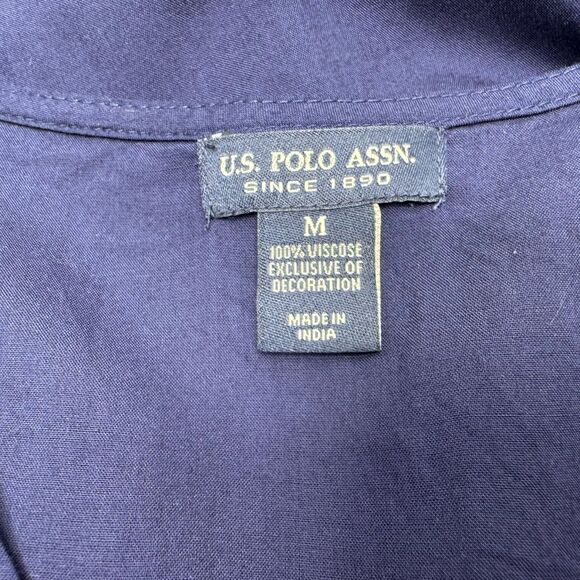 U.S. POLO ASSN.
SINCE 1890
M
100% VISCOSE
EXCLUSIVE OF
DECORATION
MADE IN
INDIA